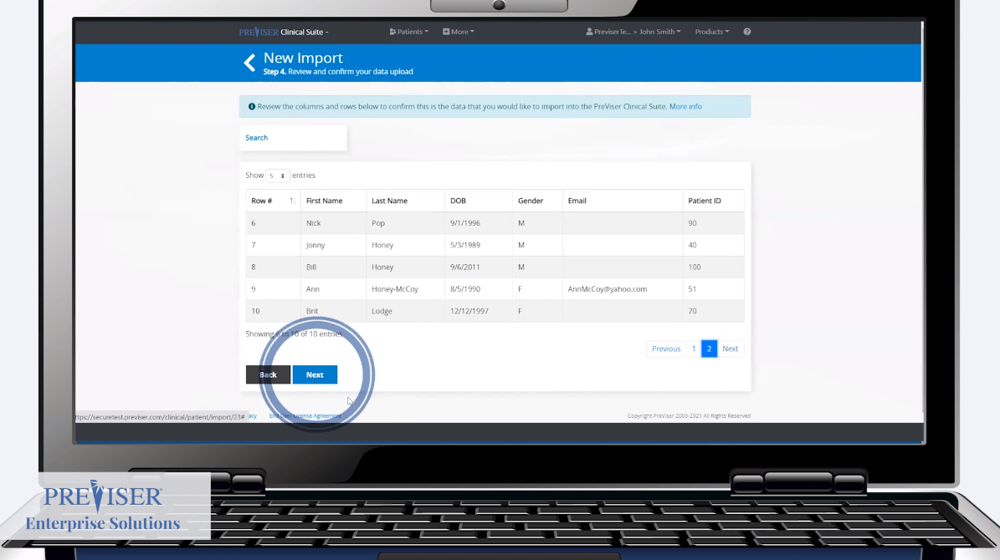 PREVISER Clinical Suite ~ Patients More PreviserTe... > John Smith Products
New Import
Step 4. Review and confirm your data upload
Review the columns and rows below to confirm this is the data that you would like to import into the PreViser Clinical Suite. More info
Search
Show 5 entries
Row # First Name Last Name DOB Gender Email Patient ID
6 Nick Pop 9/1/1996 M 90
7 Jonny Honey 5/3/1989 M 40
8 Bill Honey 9/6/2011 M 100
9 Ann Honey-McCoy 8/5/1990 F AnnMcCoy@yahoo.com 51
10 Brit Lodge 12/12/1997 F 70
Showing 6 to 10 of 10 entries
Previous 1 2 Next
Back Next
ttps://securetest.previser.com/clinical/patient/import/23# acy End User License Agreement Copyright PreViser 2003-2021 All Rights Reserved
PREVISER
Enterprise Solutions